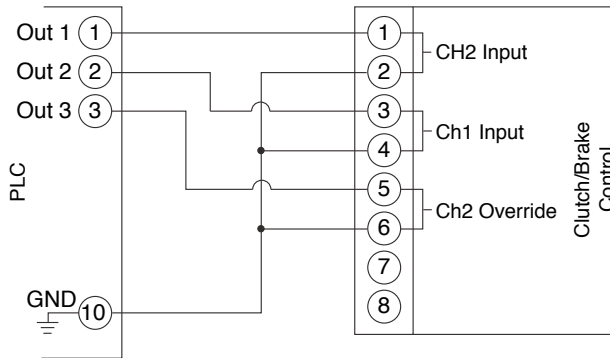 Out 1 1
Out 2 2
Out 3 3
PLC
GND 10
1
2
3
4
5
6
7
8
CH2 Input
Ch1 Input
Ch2 Override
Clutch/Brake
Control